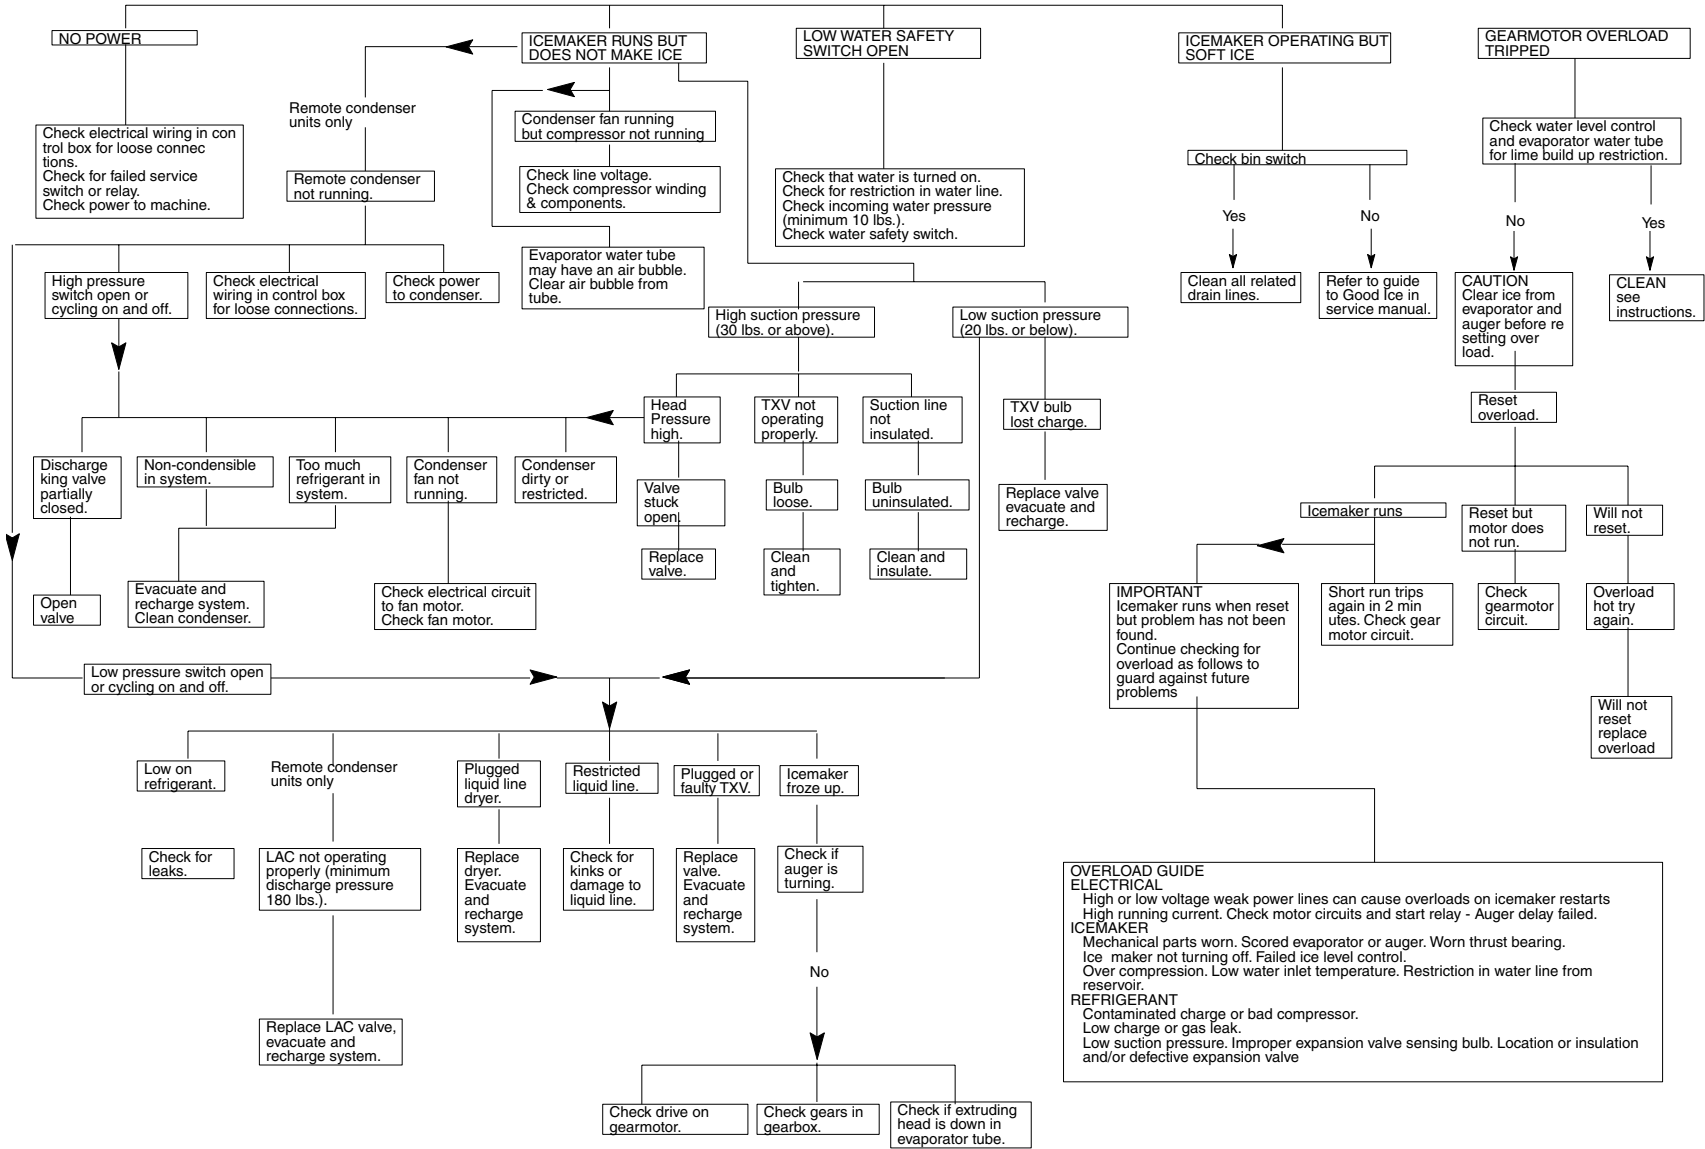 NO POWER
ICEMAKER RUNS BUT
DOES NOT MAKE ICE
LOW WATER SAFETY
SWITCH OPEN
ICEMAKER OPERATING BUT
SOFT ICE
GEARMOTOR OVERLOAD
TRIPPED
Check electrical wiring in con
trol box for loose connec
tions.
Check for failed service
switch or relay.
Check power to machine.
Remote condenser
units only
Remote condenser
not running.
Condenser fan running
but compressor not running
Check line voltage.
Check compressor winding
& components.
Evaporator water tube
may have an air bubble.
Clear air bubble from
tube.
Check that water is turned on.
Check for restriction in water line.
Check incoming water pressure
(minimum 10 lbs.).
Check water safety switch.
Check bin switch
Yes
No
Clean all related
drain lines.
Refer to guide
to Good Ice in
service manual.
Check water level control
and evaporator water tube
for lime build up restriction.
No
Yes
CAUTION
Clear ice from
evaporator and
auger before re
setting over
load.
CLEAN
see
instructions.
High pressure
switch open or
cycling on and off.
Check electrical
wiring in control box
for loose connections.
Check power
to condenser.
High suction pressure
(30 lbs. or above).
Low suction pressure
(20 lbs. or below).
Head
Pressure
high.
TXV not
operating
properly.
Suction line
not
insulated.
TXV bulb
lost charge.
Reset
overload.
Discharge
king valve
partially
closed.
Non-condensible
in system.
Too much
refrigerant in
system.
Condenser
fan not
running.
Condenser
dirty or
restricted.
Valve
stuck
open.
Bulb
loose.
Bulb
uninsulated.
Replace valve
evacuate and
recharge.
Replace
valve.
Clean
and
tighten.
Clean and
insulate.
Open
valve
Evacuate and
recharge system.
Clean condenser.
Check electrical circuit
to fan motor.
Check fan motor.
Icemaker runs
Reset but
motor does
not run.
Will not
reset.
IMPORTANT
Icemaker runs when reset
but problem has not been
found.
Continue checking for
overload as follows to
guard against future
problems
Short run trips
again in 2 min
utes. Check gear
motor circuit.
Check
gearmotor
circuit.
Overload
hot try
again.
Will not
reset
replace
overload
Low pressure switch open
or cycling on and off.
Low on
refrigerant.
Remote condenser
units only
Plugged
liquid line
dryer.
Restricted
liquid line.
Plugged or
faulty TXV.
Icemaker
froze up.
Check for
leaks.
LAC not operating
properly (minimum
discharge pressure
180 lbs.).
Replace
dryer.
Evacuate
and
recharge
system.
Check for
kinks or
damage to
liquid line.
Replace
valve.
Evacuate
and
recharge
system.
Check if
auger is
turning.
No
Replace LAC valve,
evacuate and
recharge system.
Check drive on
gearmotor.
Check gears in
gearbox.
Check if extruding
head is down in
evaporator tube.
OVERLOAD GUIDE
ELECTRICAL
High or low voltage weak power lines can cause overloads on icemaker restarts
High running current. Check motor circuits and start relay - Auger delay failed.
ICEMAKER
Mechanical parts worn. Scored evaporator or auger. Worn thrust bearing.
Ice maker not turning off. Failed ice level control.
Over compression. Low water inlet temperature. Restriction in water line from
reservoir.
REFRIGERANT
Contaminated charge or bad compressor.
Low charge or gas leak.
Low suction pressure. Improper expansion valve sensing bulb. Location or insulation
and/or defective expansion valve